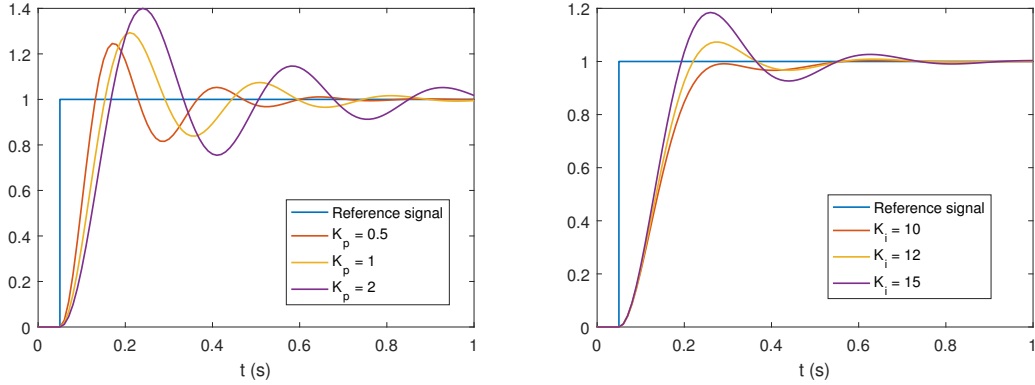 1.4
1.2
1
0.8
0.6
0.4
0.2
0
0 0.2 0.4 0.6 0.8 1
t (s)
Reference signal
K_p = 0.5
K_p = 1
K_p = 2
1.2
1
0.8
0.6
0.4
0.2
0
0 0.2 0.4 0.6 0.8 1
t (s)
Reference signal
K_i = 10
K_i = 12
K_i = 15